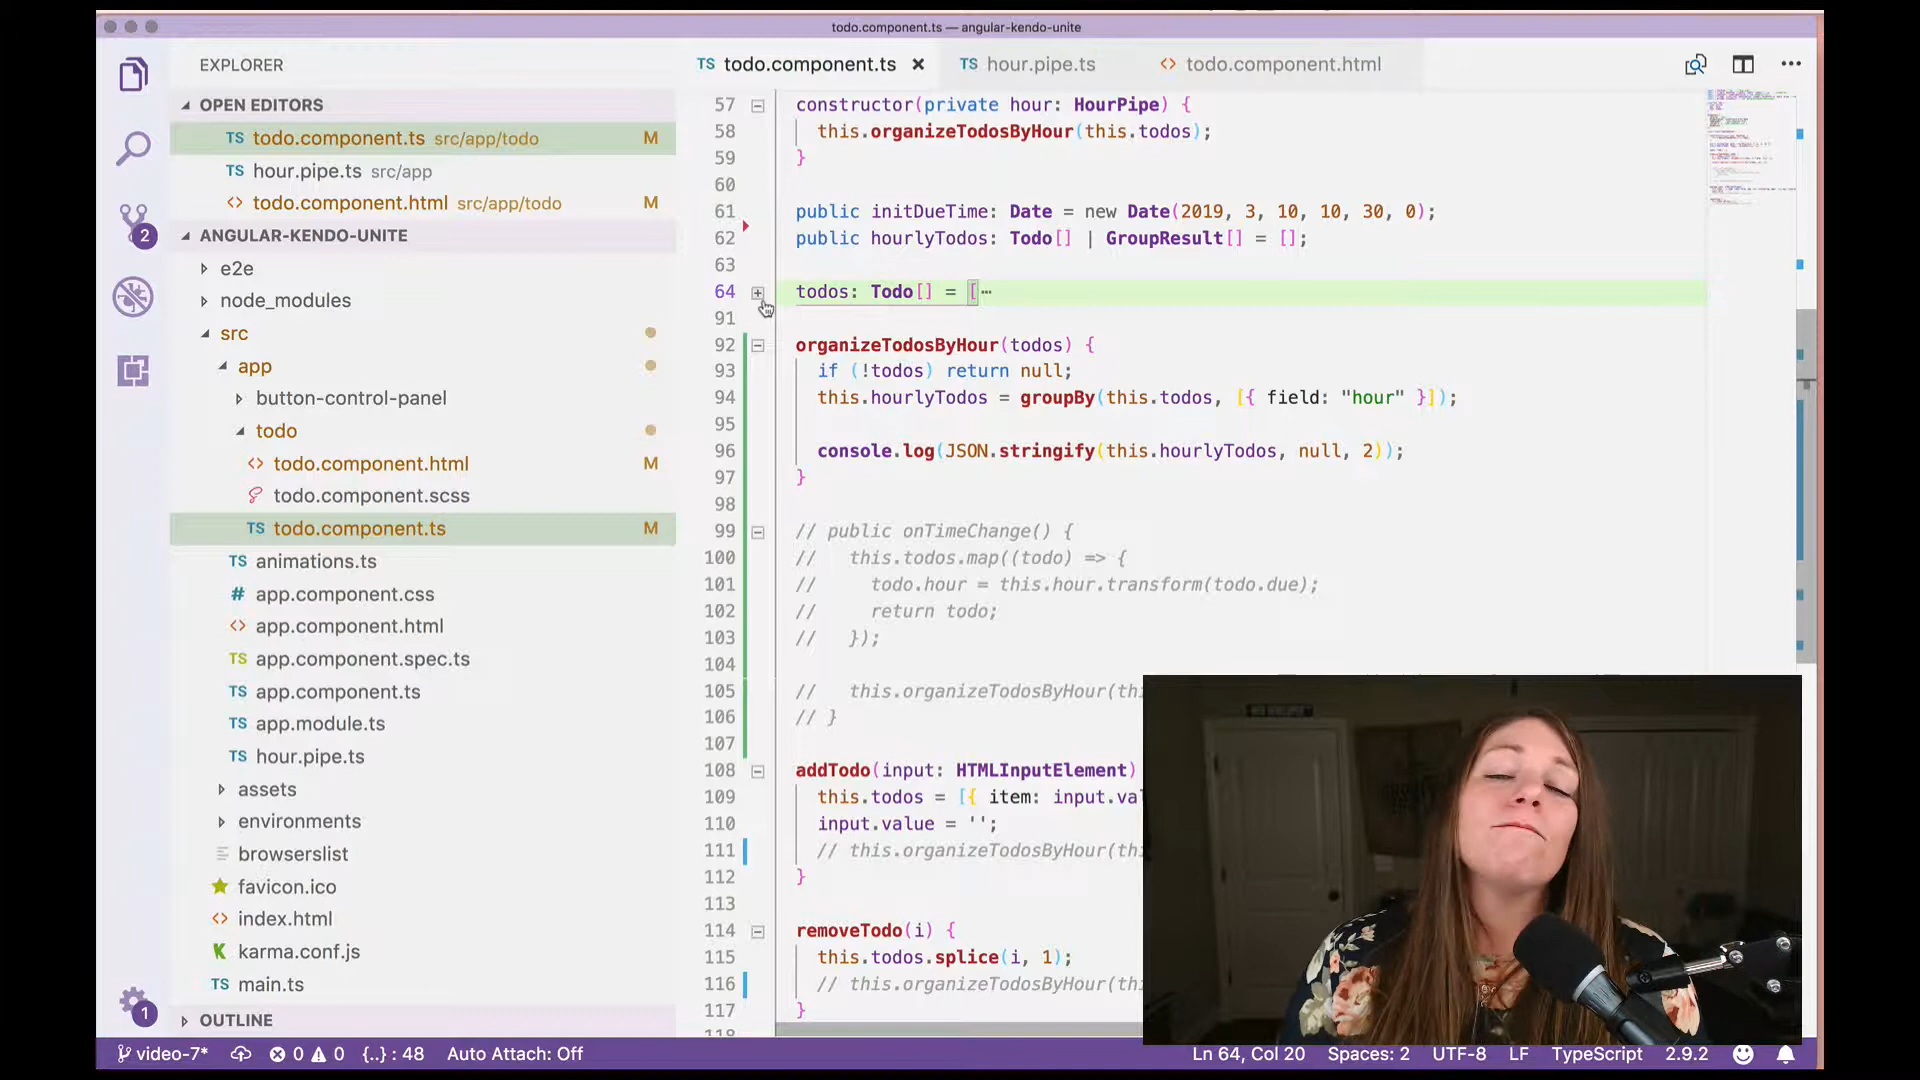 todo.component.ts — angular-kendo-unite
EXPLORER
OPEN EDITORS
TS todo.component.ts src/app/todo M
TS hour.pipe.ts src/app
<> todo.component.html src/app/todo M
2
ANGULAR-KENDO-UNITE
e2e
node_modules
src
app
button-control-panel
todo
<> todo.component.html M
todo.component.scss
TS todo.component.ts M
TS animations.ts
# app.component.css
<> app.component.html
TS app.component.spec.ts
TS app.component.ts
TS app.module.ts
TS hour.pipe.ts
assets
environments
browserslist
favicon.ico
<> index.html
karma.conf.js
TS main.ts
1
OUTLINE
TS todo.component.ts TS hour.pipe.ts <> todo.component.html
57 constructor(private hour: HourPipe) {
58 this.organizeTodosByHour(this.todos);
59 }
60
61 public initDueTime: Date = new Date(2019, 3, 10, 10, 30, 0);
62 public hourlyTodos: Todo[] | GroupResult[] = [];
63
64 todos: Todo[] = [⋯
91
92 organizeTodosByHour(todos) {
93 if (!todos) return null;
94 this.hourlyTodos = groupBy(this.todos, [{ field: "hour" }]);
95
96 console.log(JSON.stringify(this.hourlyTodos, null, 2));
97 }
98
99 // public onTimeChange() {
100 // this.todos.map((todo) => {
101 // todo.hour = this.hour.transform(todo.due);
102 // return todo;
103 // });
104
105 // this.organizeTodosByHour(thi
106 // }
107
108 addTodo(input: HTMLInputElement)
109 this.todos = [{ item: input.val
110 input.value = '';
111 // this.organizeTodosByHour(thi
112 }
113
114 removeTodo(i) {
115 this.todos.splice(i, 1);
116 // this.organizeTodosByHour(thi
117 }
118
video-7* 0 0 {..} : 48 Auto Attach: Off Ln 64, Col 20 Spaces: 2 UTF-8 LF TypeScript 2.9.2